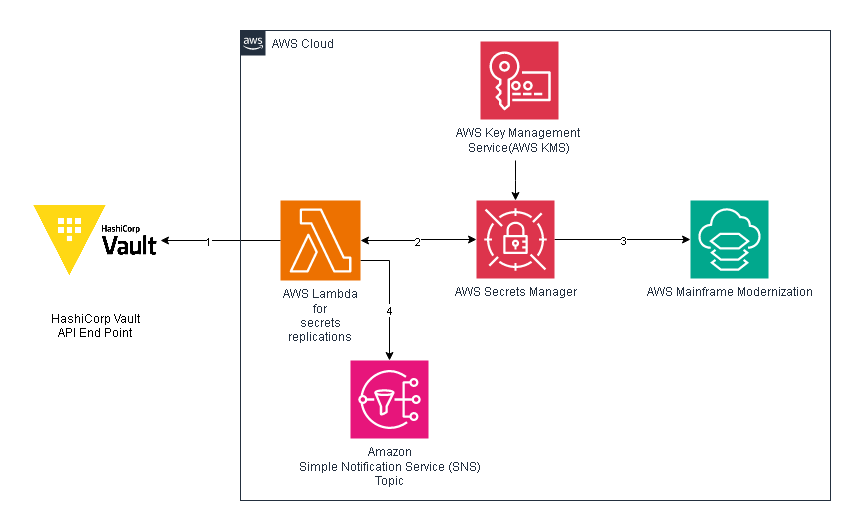 aws
AWS Cloud
AWS Key Management
Service(AWS KMS)
HashiCorp
Vault
1
2
3
HashiCorp Vault
API End Point
AWS Lambda
for
secrets
replications
AWS Secrets Manager
AWS Mainframe Modernization
4
Amazon
Simple Notification Service (SNS)
Topic